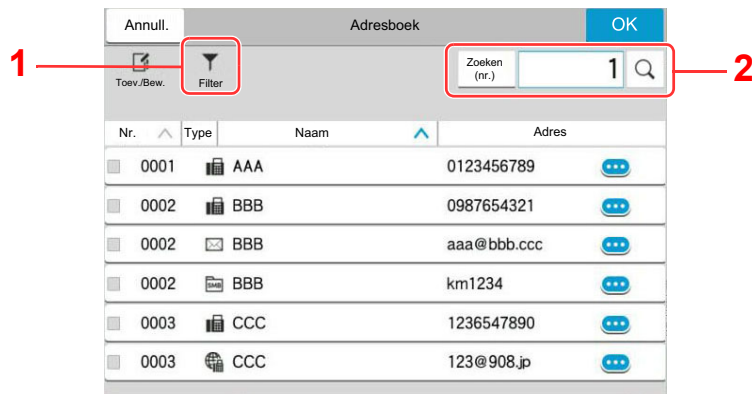 Annull. Adresboek OK
1 2
Toev./Bew. Filter Zoeken (nr.) 1
Nr. Type Naam Adres
0001 AAA 0123456789
0002 BBB 0987654321
0002 BBB aaa@bbb.ccc
0002 SMB BBB km1234
0003 CCC 1236547890
0003 CCC 123@908.jp